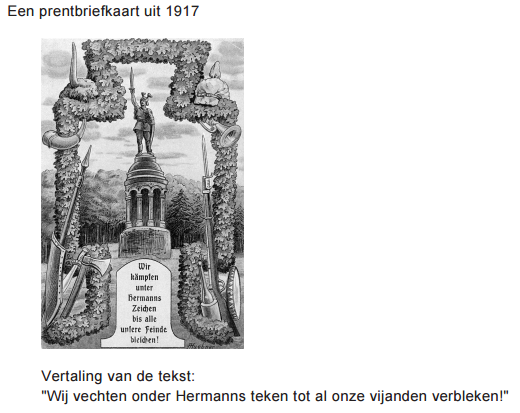 Een prentbriefkaart uit 1917
Wir
kämpfen
unter
Hermanns
Zeichen
bis alle
unsere Feinde
bleichen!
Vertaling van de tekst:
"Wij vechten onder Hermanns teken tot al onze vijanden verbleken!"